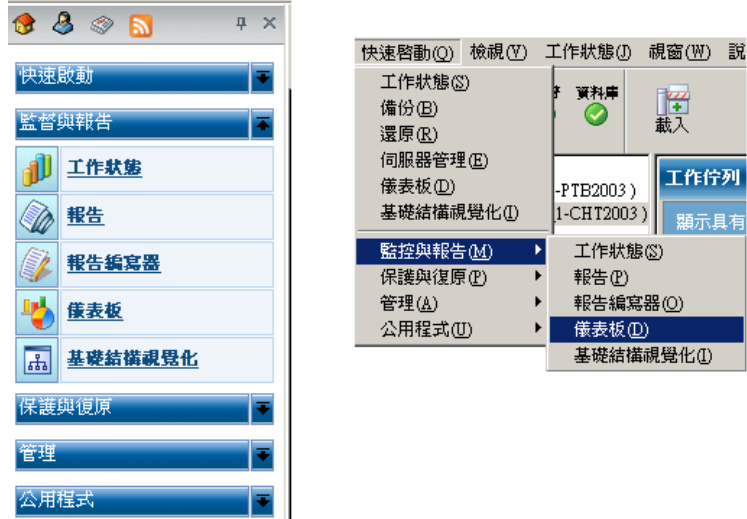 快速啟動
監督與報告
工作狀態
報告
報告編寫器
儀表板
基礎結構視覺化
保護與復原
管理
公用程式
快速啓動(Q) 檢視(V) 工作狀態(J) 視窗(W) 說
工作狀態(S)
備份(B)
還原(R)
伺服器管理(E)
儀表板(D)
基礎結構視覺化(I)
監控與報告(M)
保護與復原(P)
管理(A)
公用程式(U)
資料庫
載入
-PTB2003)
1-CHT2003)
工作佇列
顯示具有
工作狀態(S)
報告(P)
報告編寫器(O)
儀表板(D)
基礎結構視覺化(I)